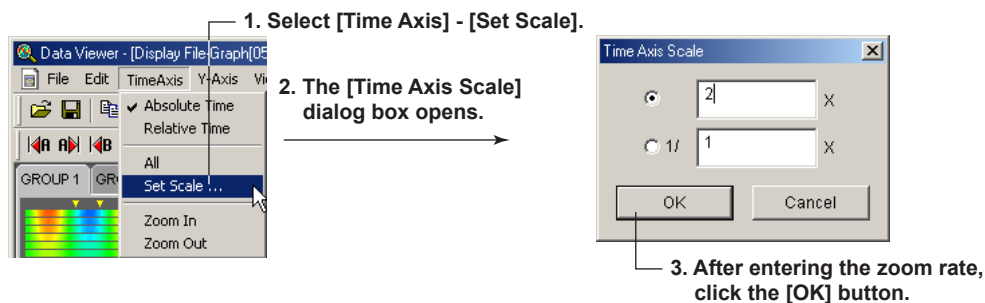 1. Select [Time Axis] - [Set Scale].
Data Viewer - [Display File-Graph[05
File Edit TimeAxis Y-Axis Vi
GROUP 1 GR
✓ Absolute Time
Relative Time
All
Set Scale ...
Zoom In
Zoom Out
2. The [Time Axis Scale]
dialog box opens.
Time Axis Scale
2 X
1/ 1 X
OK Cancel
3. After entering the zoom rate,
click the [OK] button.